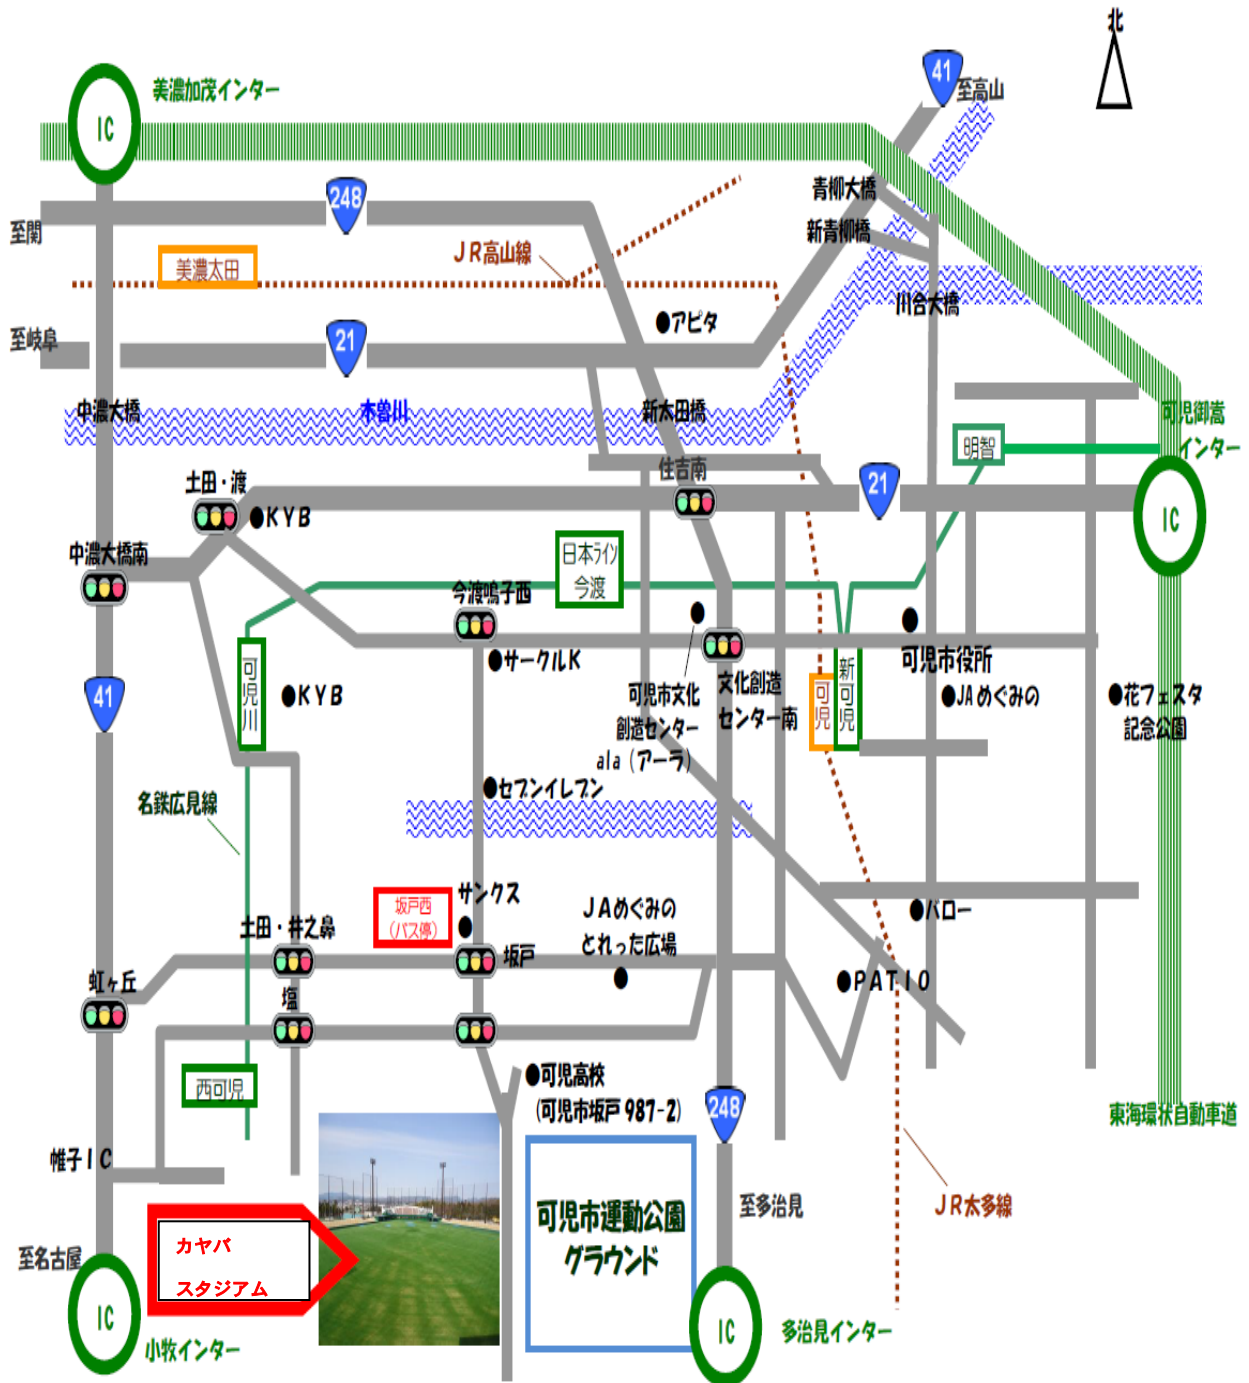 北
41
至高山
美濃加茂インター
IC
青柳大橋
248
至関
新青柳橋
JR高山線
美濃太田
川合大橋
●アピタ
21
至岐阜
中濃大橋
木曽川
新太田橋
可児御嵩
インター
明智
住吉南
土田・渡
21
●KYB
IC
中濃大橋南
日本ライン
今渡
今渡鳴子西
●サークルK
可児市役所
可児川
●KYB
可児市文化
創造センター
ala（アーラ）
文化創造
センター南
可児
新可児
●JAめぐみの
●花フェスタ
記念公園
41
●セブンイレブン
名鉄広見線
坂戸西
（バス停）
サンクス
JAめぐみの
とれった広場
●バロー
土田・井之鼻
坂戸
●PATIO
虹ヶ丘
塩
西可児
●可児高校
（可児市坂戸987-2）
248
東海環状自動車道
帷子IC
可児市運動公園
グラウンド
至多治見
JR太多線
カヤバ
スタジアム
至名古屋
IC
小牧インター
IC
多治見インター